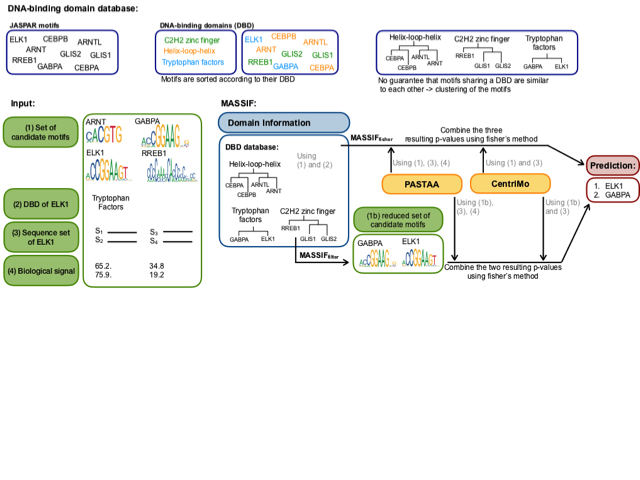 DNA-binding domain database:
JASPAR motifs
ELK1 CEBPB ARNTL
ARNT GLIS2 GLIS1
RREB1 GABPA CEBPA
DNA-binding domains (DBD)
C2H2 zinc finger
Helix-loop-helix
Tryptophan factors
ELK1 CEBPB ARNTL
ARNT GLIS2 GLIS1
RREB1 GABPA CEBPA
Motifs are sorted according to their DBD
Helix-loop-helix
CEBPA ARNTL ARNT
CEBPB
C2H2 zinc finger
RREB1
GLIS1 GLIS2
Tryptophan
factors
GABPA ELK1
No guarantee that motifs sharing a DBD are similar
to each other -> clustering of the motifs
Input:
(1) Set of
candidate motifs
ARNT GABPA
ELK1 RREB1
(2) DBD of ELK1
Tryptophan
Factors
(3) Sequence set
of ELK1
S1 S3
S2 S4
(4) Biological signal
65.2. 34.8
75.9. 19.2
MASSIF:
Domain Information
DBD database:
Using
(1) and (2)
Helix-loop-helix
CEBPA ARNTL
ARNT
CEBPB
Tryptophan
factors
GABPA ELK1
C2H2 zinc finger
RREB1
GLIS1 GLIS2
MASSIFfisher
Combine the three
resulting p-values using fisher's method
Using (1), (3), (4)
Using (1) and (3)
PASTAA
CentriMo
Using (1b),
(3), (4)
Using (1b)
and (3)
(1b) reduced set of
candidate motifs
GABPA ELK1
MASSIFfilter
Combine the two resulting p-values
using fisher's method
Prediction:
1. ELK1
2. GABPA